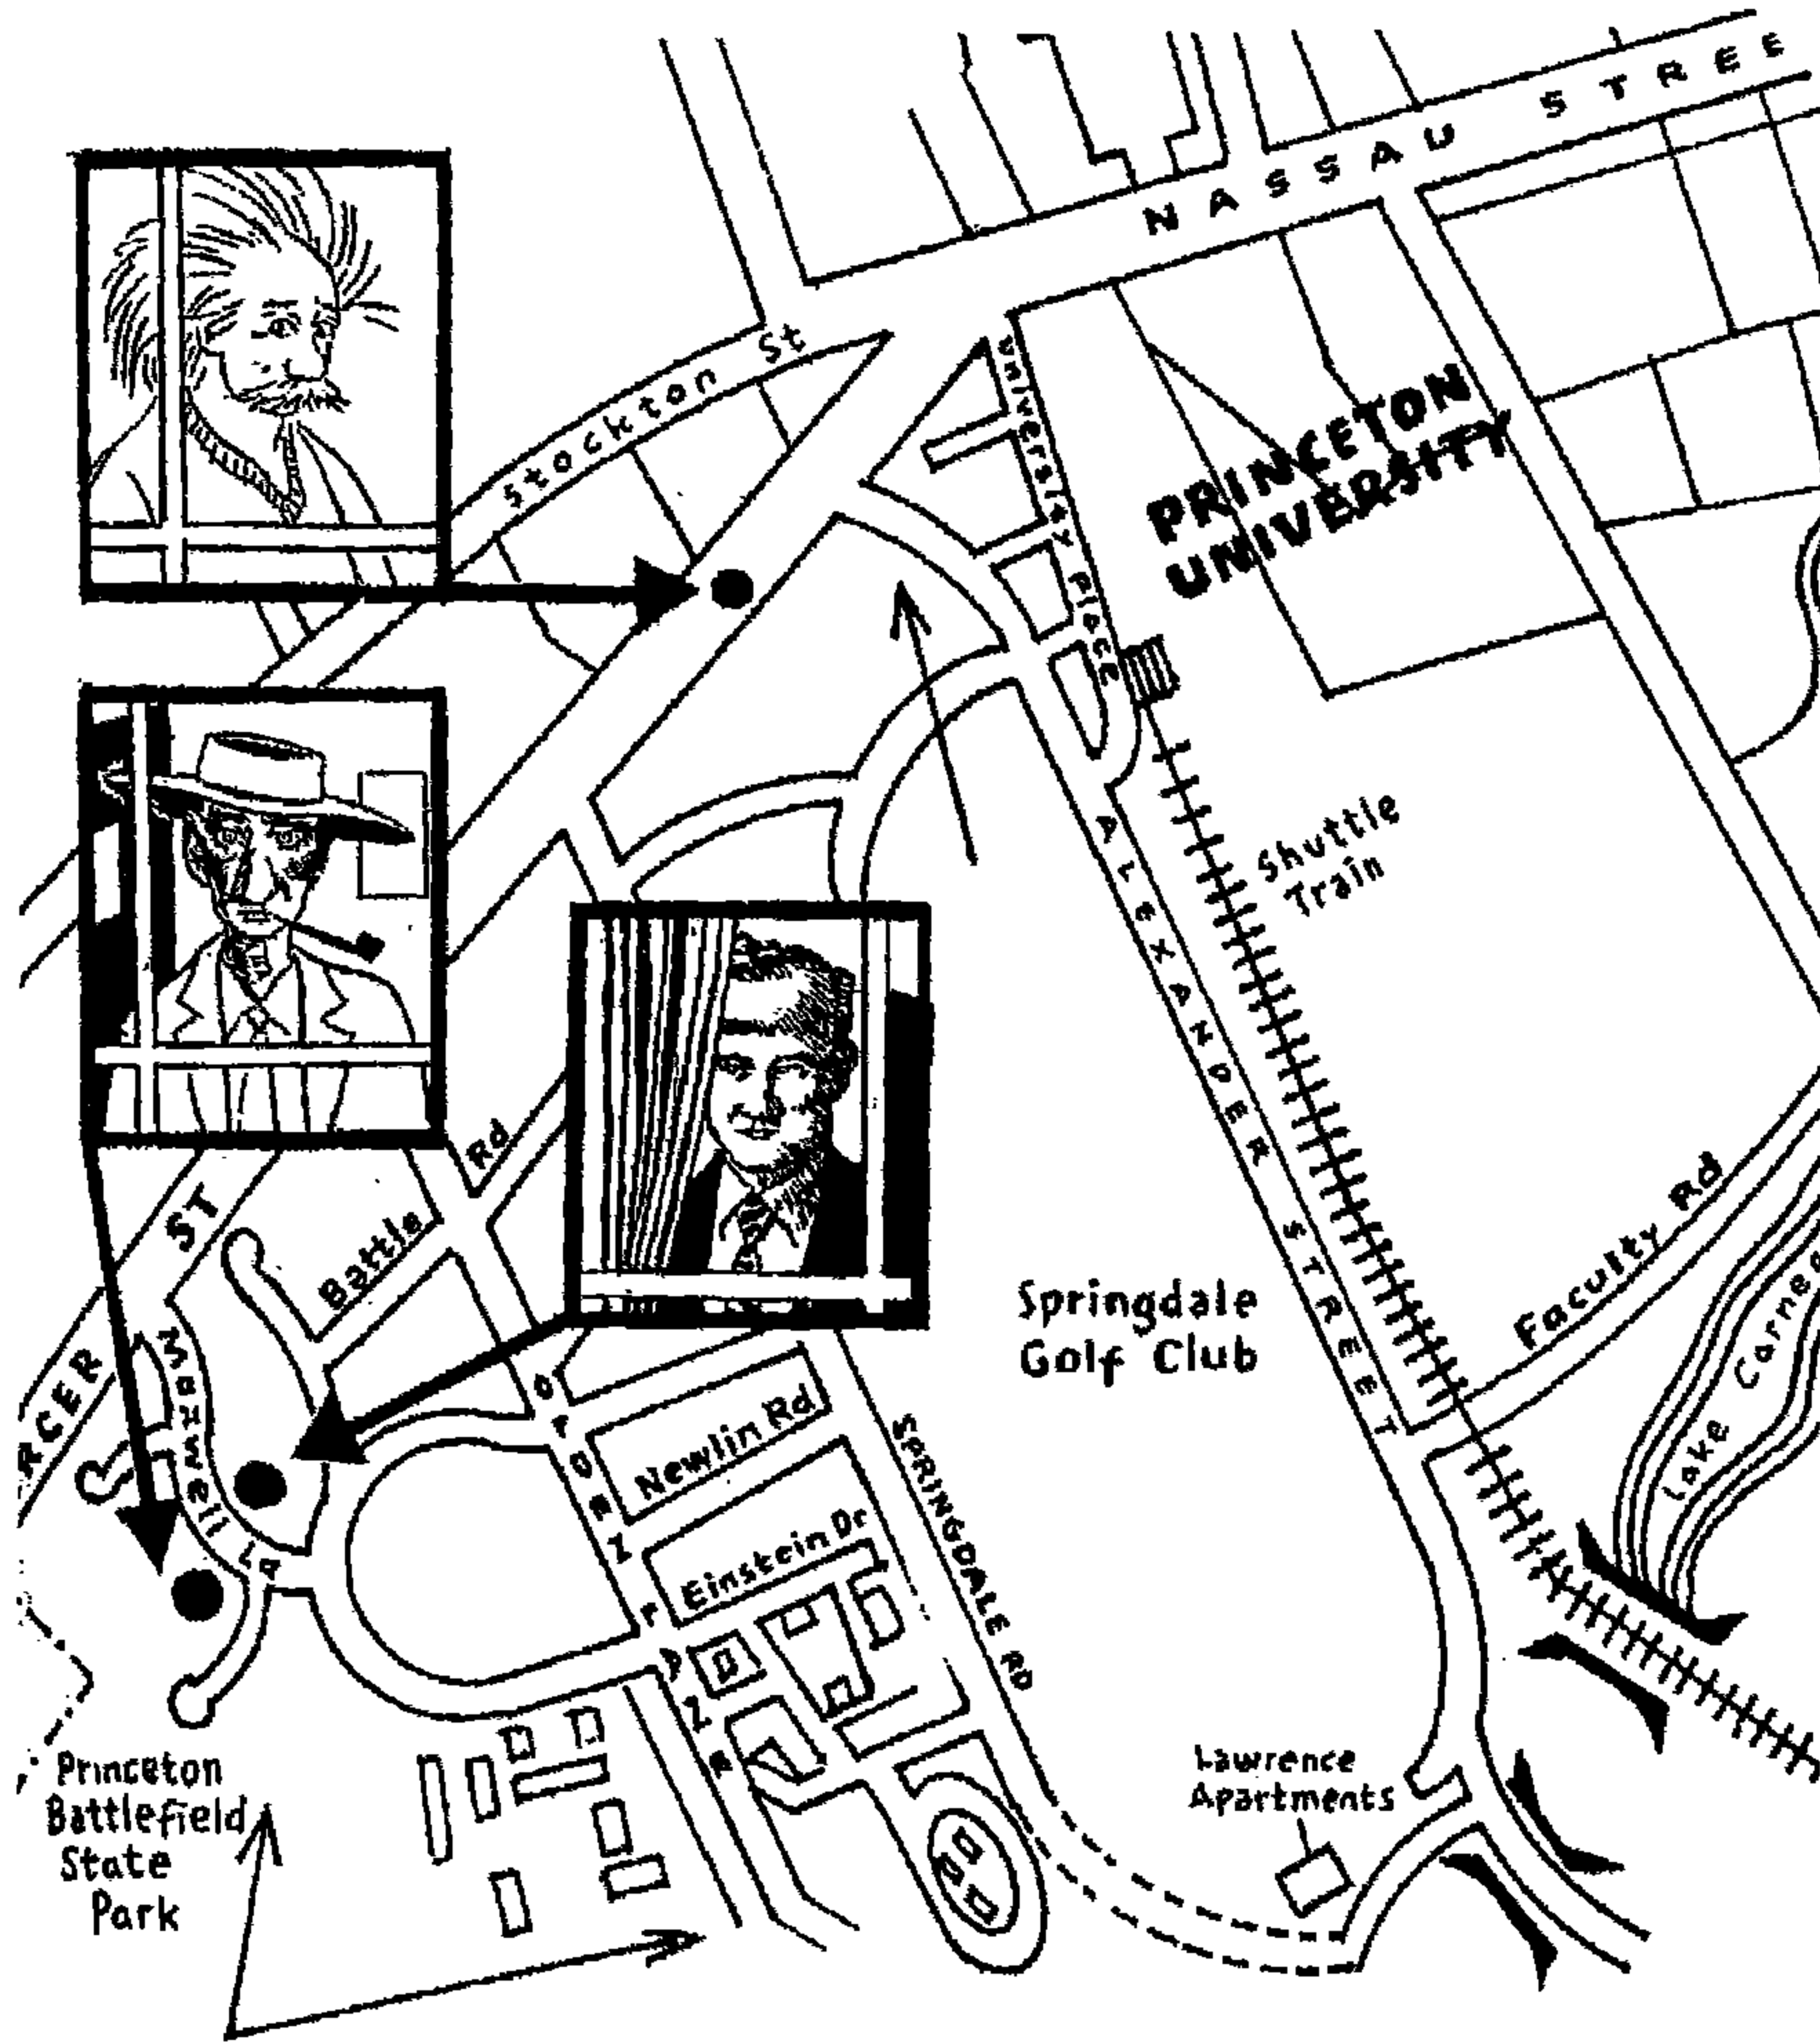 NASSAU STREE
Stockton St
University Place
PRINCETON
UNIVERSITY
Shuttle
Train
ALEXANDER STREET
Faculty Rd
Lake Carne
Battle Rd
ST
RCER
Maxwell La
Springdale
Golf Club
Newlin Rd
Einstein Dr
SPRINGDALE RD
Lawrence
Apartments
Princeton
Battlefield
State
Park